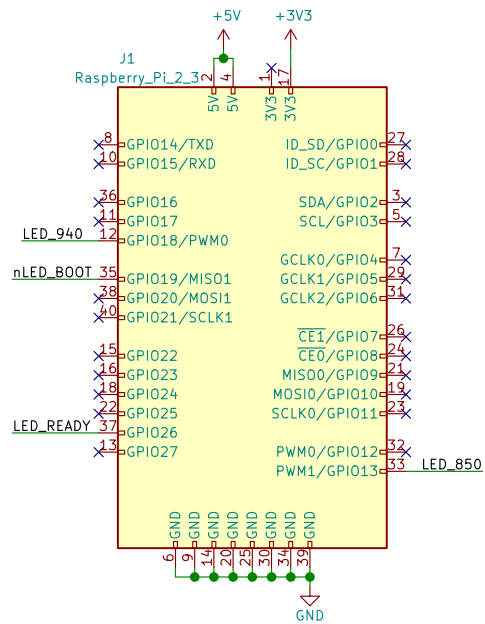 +5V +3V3
J1
Raspberry_Pi_2_3
2 4 1 17
5V 5V 3V3 3V3
8 GPIO14/TXD ID_SD/GPIO0 27
10 GPIO15/RXD ID_SC/GPIO1 28
36 GPIO16 SDA/GPIO2 3
11 GPIO17 SCL/GPIO3 5
LED_940 12 GPIO18/PWM0
GCLK0/GPIO4 7
nLED_BOOT 35 GPIO19/MISO1 GCLK1/GPIO5 29
38 GPIO20/MOSI1 GCLK2/GPIO6 31
40 GPIO21/SCLK1
CE1/GPIO7 26
15 GPIO22 CE0/GPIO8 24
16 GPIO23 MISO0/GPIO9 21
18 GPIO24 MOSI0/GPIO10 19
22 GPIO25 SCLK0/GPIO11 23
LED_READY 37 GPIO26
13 GPIO27 PWM0/GPIO12 32
PWM1/GPIO13 33 LED_850
GND GND GND GND GND GND GND GND
6 9 14 20 25 30 34 39
GND